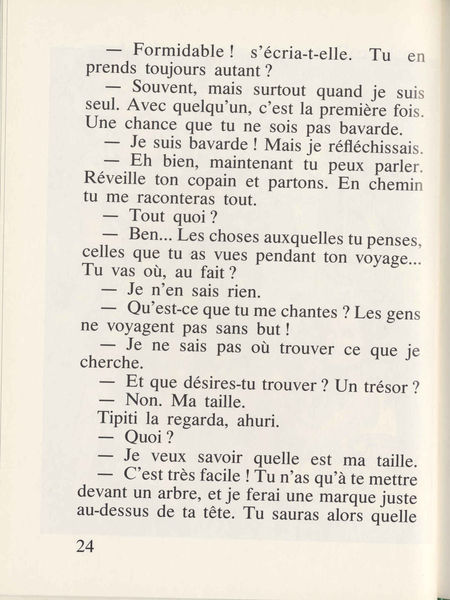 — Formidable ! s'écria-t-elle. Tu en
prends toujours autant ?
— Souvent, mais surtout quand je suis
seul. Avec quelqu'un, c'est la première fois.
Une chance que tu ne sois pas bavarde.
— Je suis bavarde ! Mais je réfléchissais.
— Eh bien, maintenant tu peux parler.
Réveille ton copain et partons. En chemin
tu me raconteras tout.
— Tout quoi ?
— Ben... Les choses auxquelles tu penses,
celles que tu as vues pendant ton voyage...
Tu vas où, au fait ?
— Je n'en sais rien.
— Qu'est-ce que tu me chantes ? Les gens
ne voyagent pas sans but !
— Je ne sais pas où trouver ce que je
cherche.
— Et que désires-tu trouver ? Un trésor ?
— Non. Ma taille.
Tipiti la regarda, ahuri.
— Quoi ?
— Je veux savoir quelle est ma taille.
— C'est très facile ! Tu n'as qu'à te mettre
devant un arbre, et je ferai une marque juste
au-dessus de ta tête. Tu sauras alors quelle
24